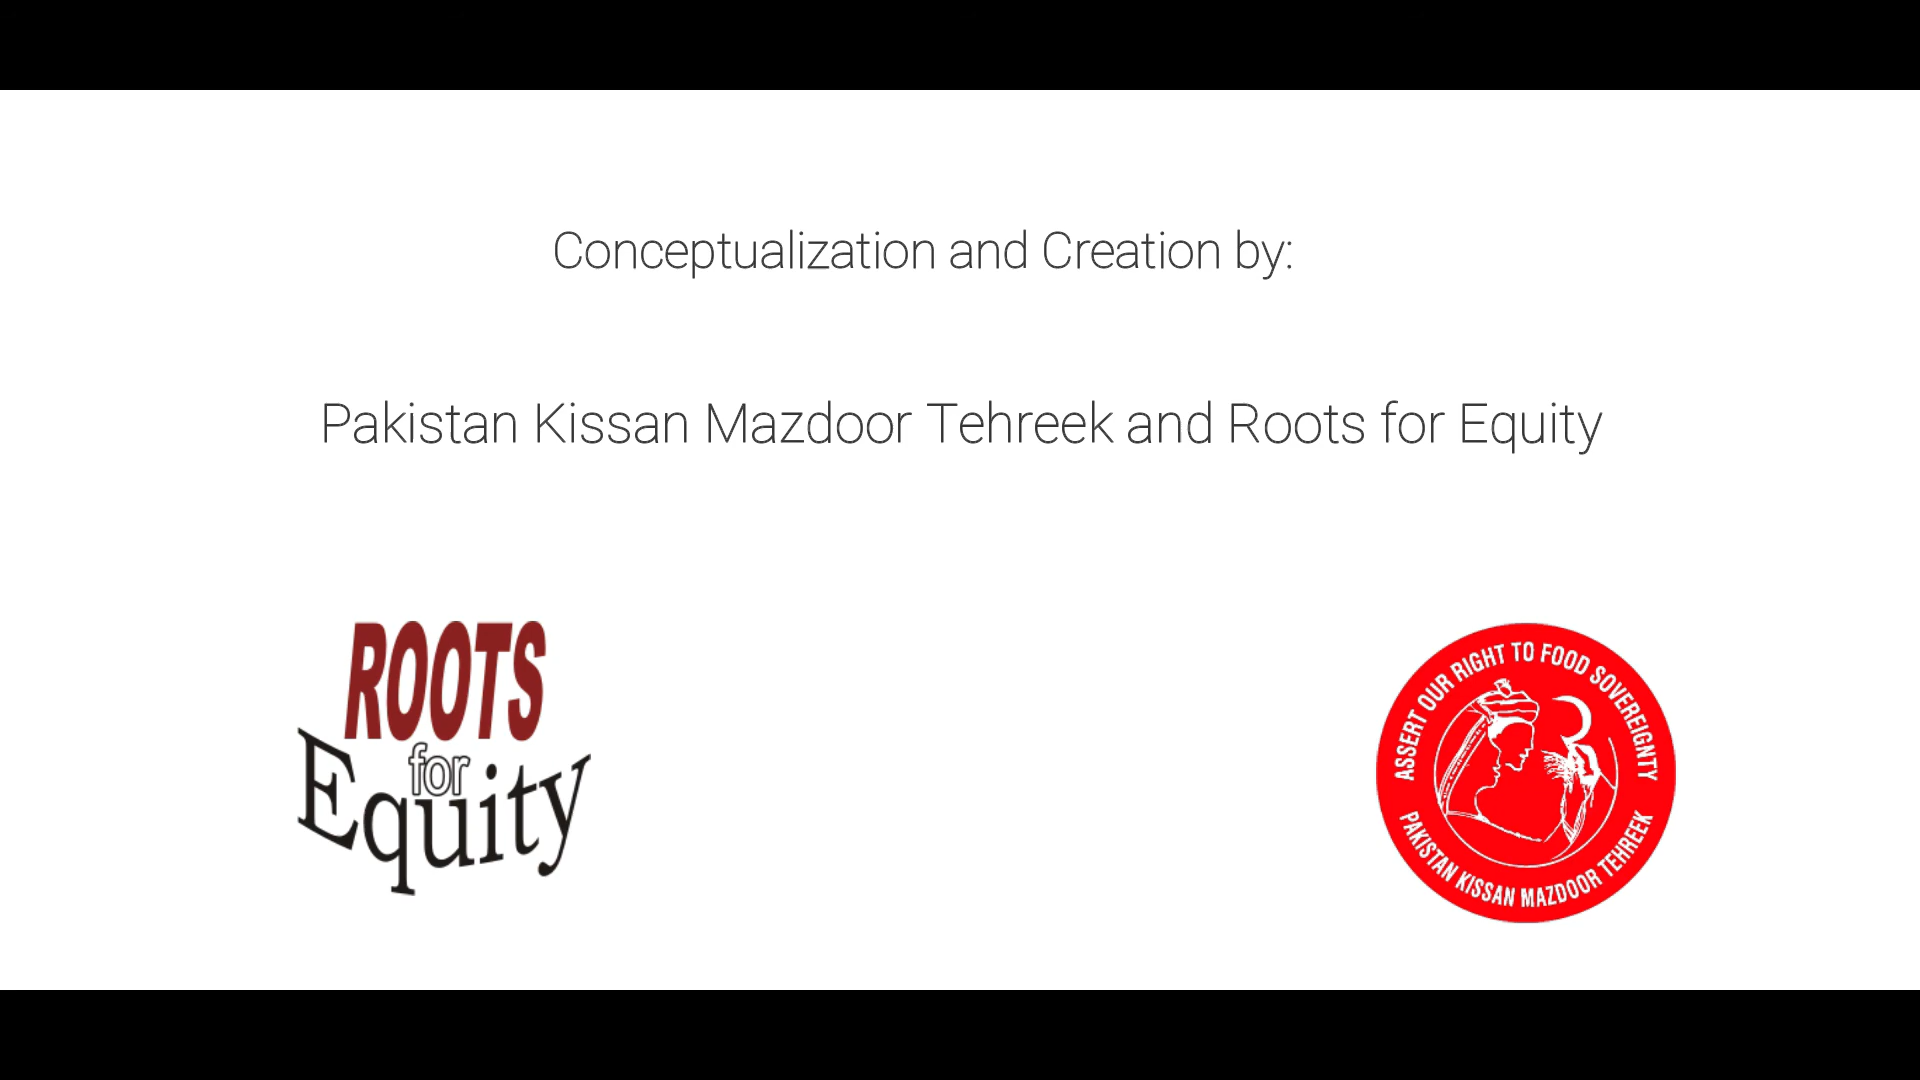 Conceptualization and Creation by:
Pakistan Kissan Mazdoor Tehreek and Roots for Equity
ROOTS
for
Equity
ASSERT OUR RIGHT TO FOOD SOVEREIGNTY
PAKISTAN KISSAN MAZDOOR TEHREEK